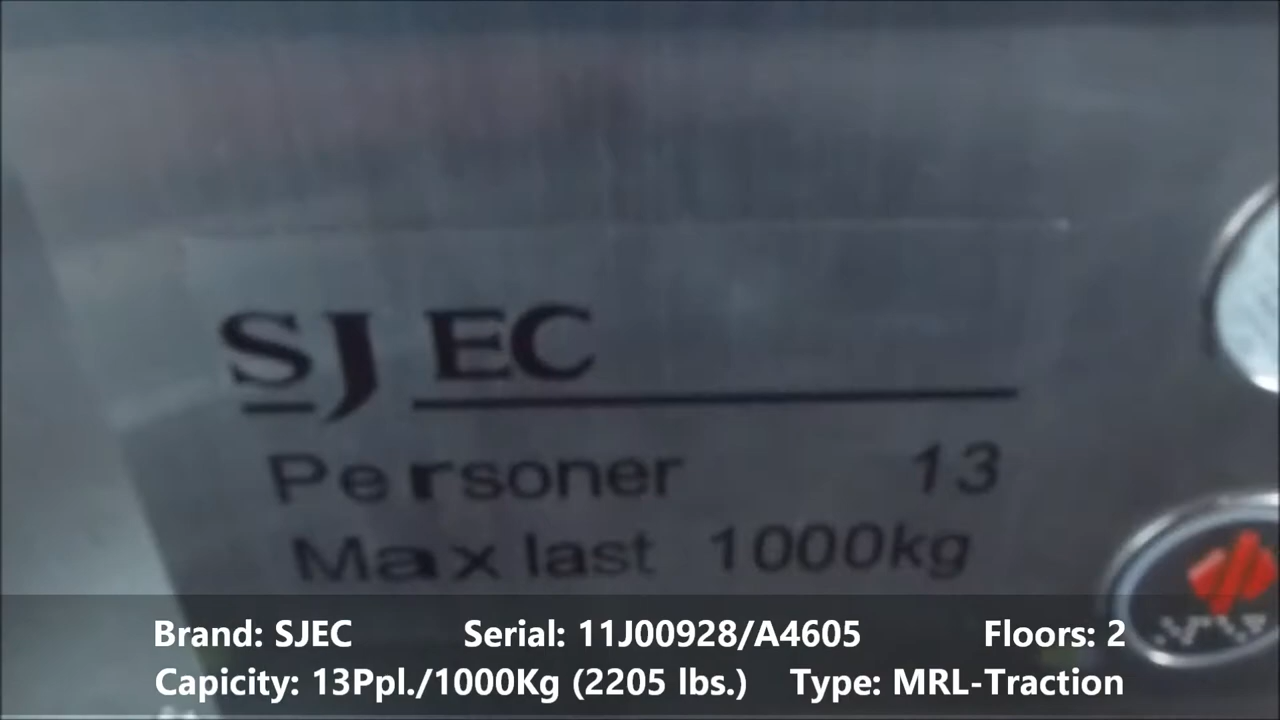 SJEC
Personer 13
Max last 1000kg
Brand: SJEC Serial: 11J00928/A4605 Floors: 2
Capicity: 13Ppl./1000Kg (2205 lbs.) Type: MRL-Traction